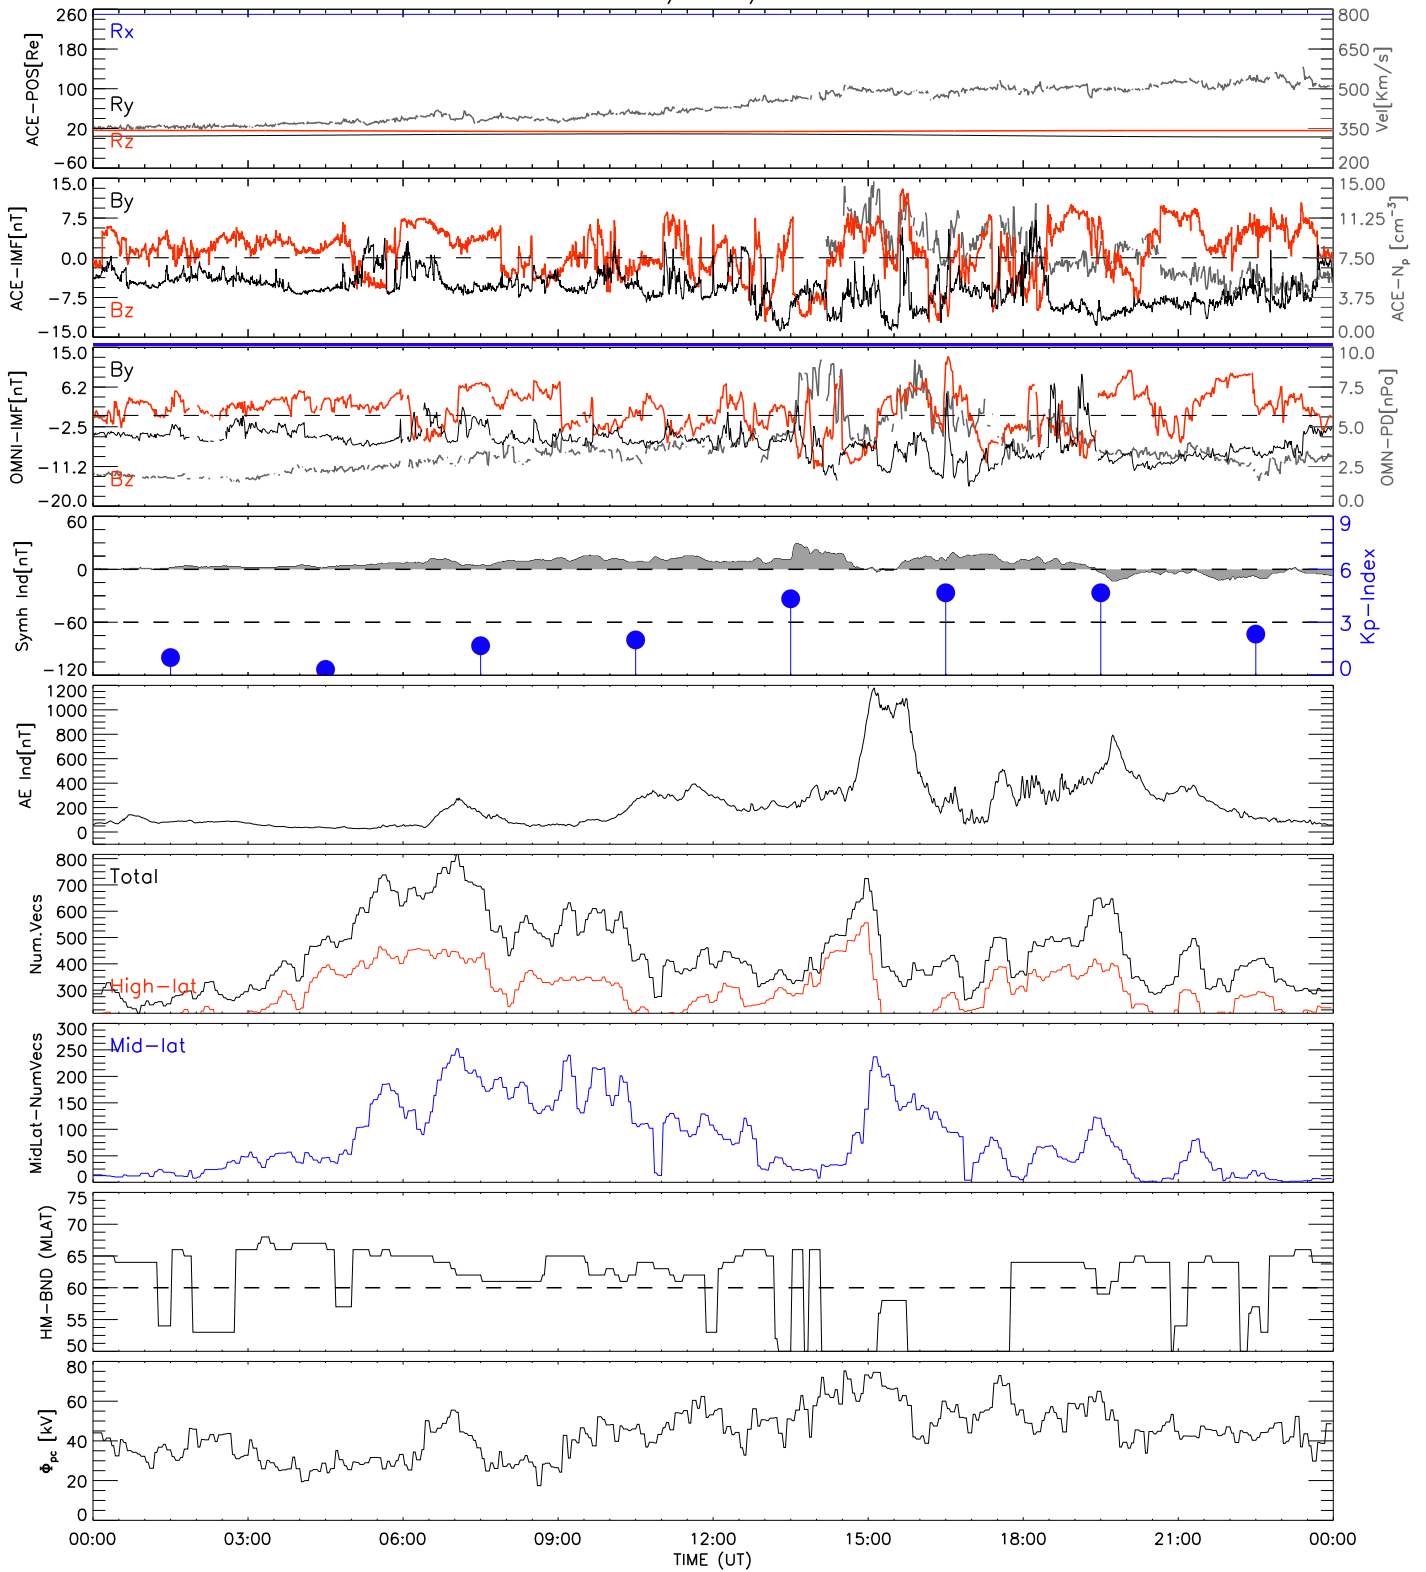 260
180
100
20
−60
ACE−POS[Re]
Rx
Ry
Rz
800
650
500
350
200
Vel[Km/s]
15.0
7.5
0.0
−7.5
−15.0
ACE−IMF[nT]
By
Bz
15.00
11.25
7.50
3.75
0.00
ACE−Np [cm−3]
15.0
6.2
−2.5
−11.2
−20.0
OMNI−IMF[nT]
By
Bz
10.0
7.5
5.0
2.5
0.0
OMN−PD[nPa]
60
0
−60
−120
Symh Ind[nT]
9
6
3
0
Kp−Index
1200
1000
800
600
400
200
0
AE Ind[nT]
800
700
600
500
400
300
Num.Vecs
Total
High−lat
300
250
200
150
100
50
0
MidLat−NumVecs
Mid−lat
75
70
65
60
55
50
HM−BND (MLAT)
80
60
40
20
0
Φpc [kV]
00:00 03:00 06:00 09:00 12:00 15:00 18:00 21:00 00:00
TIME (UT)